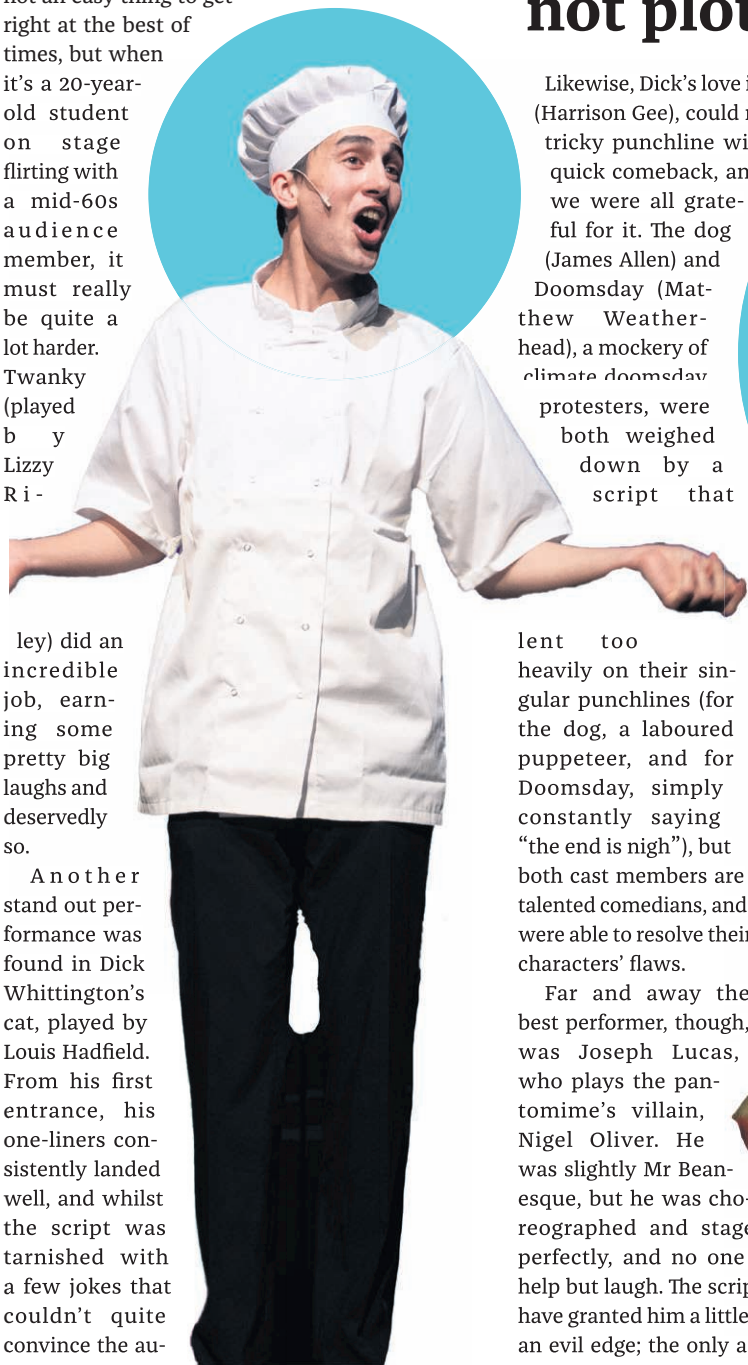 right at the best of
times, but when
it's a 20-year-
old student
on stage
flirting with
a mid-60s
audience
member, it
must really
be quite a
lot harder.
Twanky
(played
b y
Lizzy
Ri-
ley) did an
incredible
job, earn-
ing some
pretty big
laughs and
deservedly
so.
Another
stand out per-
formance was
found in Dick
Whittington's
cat, played by
Louis Hadfield.
From his first
entrance, his
one-liners con-
sistently landed
well, and whilst
the script was
tarnished with
a few jokes that
couldn't quite
convince the au-
not plot
Likewise, Dick's love
(Harrison Gee), could
tricky punchline
quick comeback,
we were all grate-
ful for it. The dog
(James Allen) and
Doomsday (Mat-
thew Weather-
head), a mockery of
climate doomsday
protesters, were
both weighed
down by a
script that
lent too
heavily on their sin-
gular punchlines (for
the dog, a laboured
puppeteer, and for
Doomsday, simply
constantly saying
“the end is nigh”), but
both cast members are
talented comedians, and
were able to resolve their
characters' flaws.
Far and away the
best performer, though,
was Joseph Lucas,
who plays the pan-
tomime's villain,
Nigel Oliver. He
was slightly Mr Bean-
esque, but he was cho-
reographed and stage
perfectly, and no one
help but laugh. The
have granted him a little
an evil edge; the only